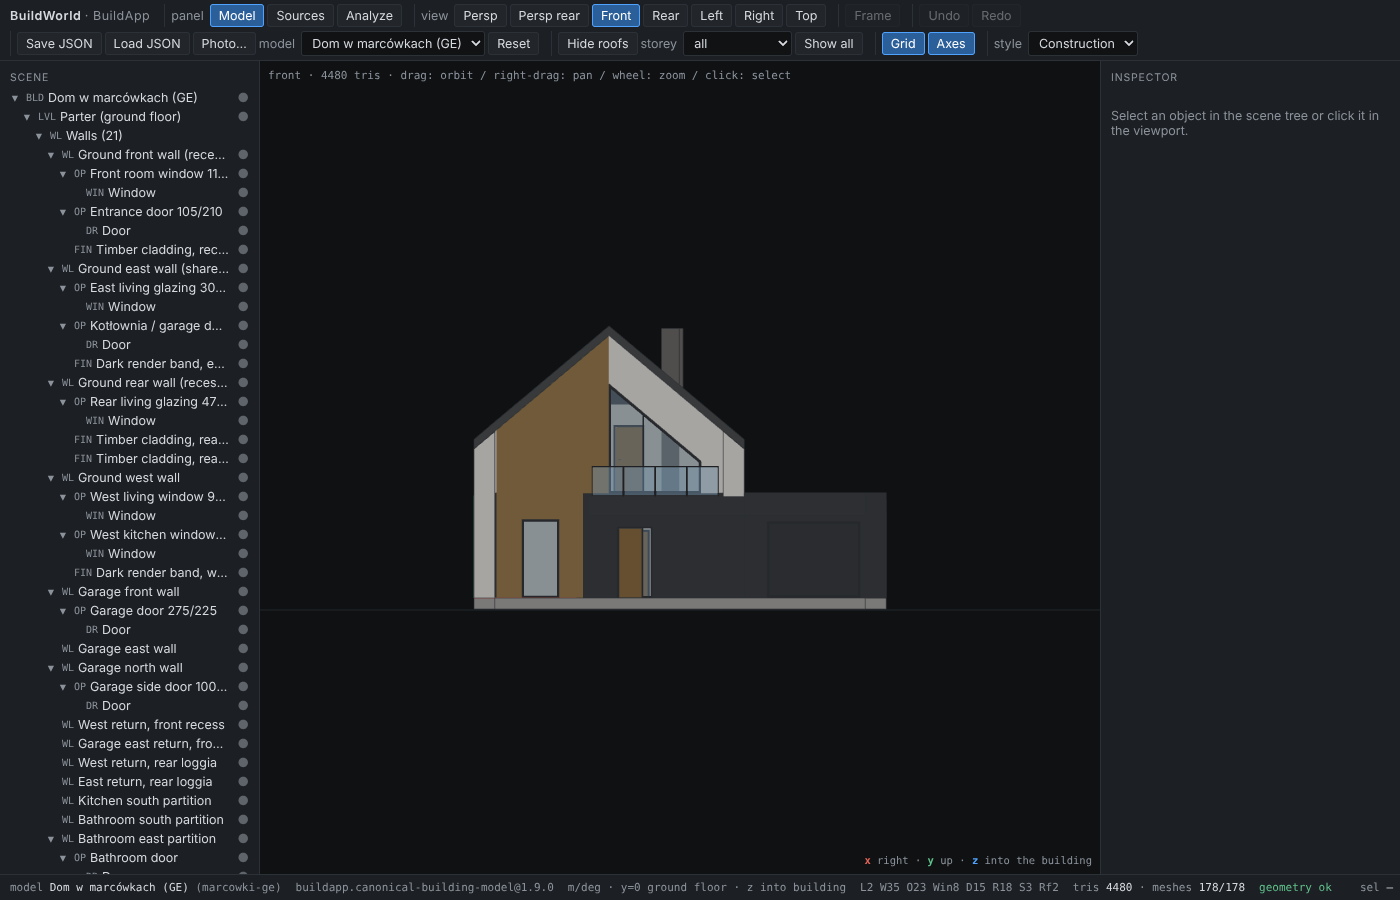 BuildWorld · BuildApp panel Model Sources Analyze view Persp Persp rear Front Rear Left Right Top Frame Undo Redo
Save JSON Load JSON Photo... model Dom w marcówkach (GE) Reset Hide roofs storey all Show all Grid Axes style Construction
SCENE
▼ BLD Dom w marcówkach (GE)
▼ LVL Parter (ground floor)
▼ WL Walls (21)
▼ WL Ground front wall (rece...
▼ OP Front room window 11...
WIN Window
▼ OP Entrance door 105/210
DR Door
FIN Timber cladding, rec...
▼ WL Ground east wall (share...
▼ OP East living glazing 30...
WIN Window
▼ OP Kotłownia / garage d...
DR Door
FIN Dark render band, e...
▼ WL Ground rear wall (reces...
▼ OP Rear living glazing 47...
WIN Window
FIN Timber cladding, rea...
FIN Timber cladding, rea...
▼ WL Ground west wall
▼ OP West living window 9...
WIN Window
▼ OP West kitchen window...
WIN Window
FIN Dark render band, w...
▼ WL Garage front wall
▼ OP Garage door 275/225
DR Door
WL Garage east wall
▼ WL Garage north wall
▼ OP Garage side door 100...
DR Door
WL West return, front recess
WL Garage east return, fro...
WL West return, rear loggia
WL East return, rear loggia
WL Kitchen south partition
WL Bathroom south partition
▼ WL Bathroom east partition
▼ OP Bathroom door
front · 4480 tris · drag: orbit / right-drag: pan / wheel: zoom / click: select
x right · y up · z into the building
INSPECTOR
Select an object in the scene tree or click it in
the viewport.
model Dom w marcówkach (GE) (marcowki-ge) buildapp.canonical-building-model@1.9.0 m/deg · y=0 ground floor · z into building L2 W35 O23 Win8 D15 R18 S3 Rf2 tris 4480 · meshes 178/178 geometry ok sel —